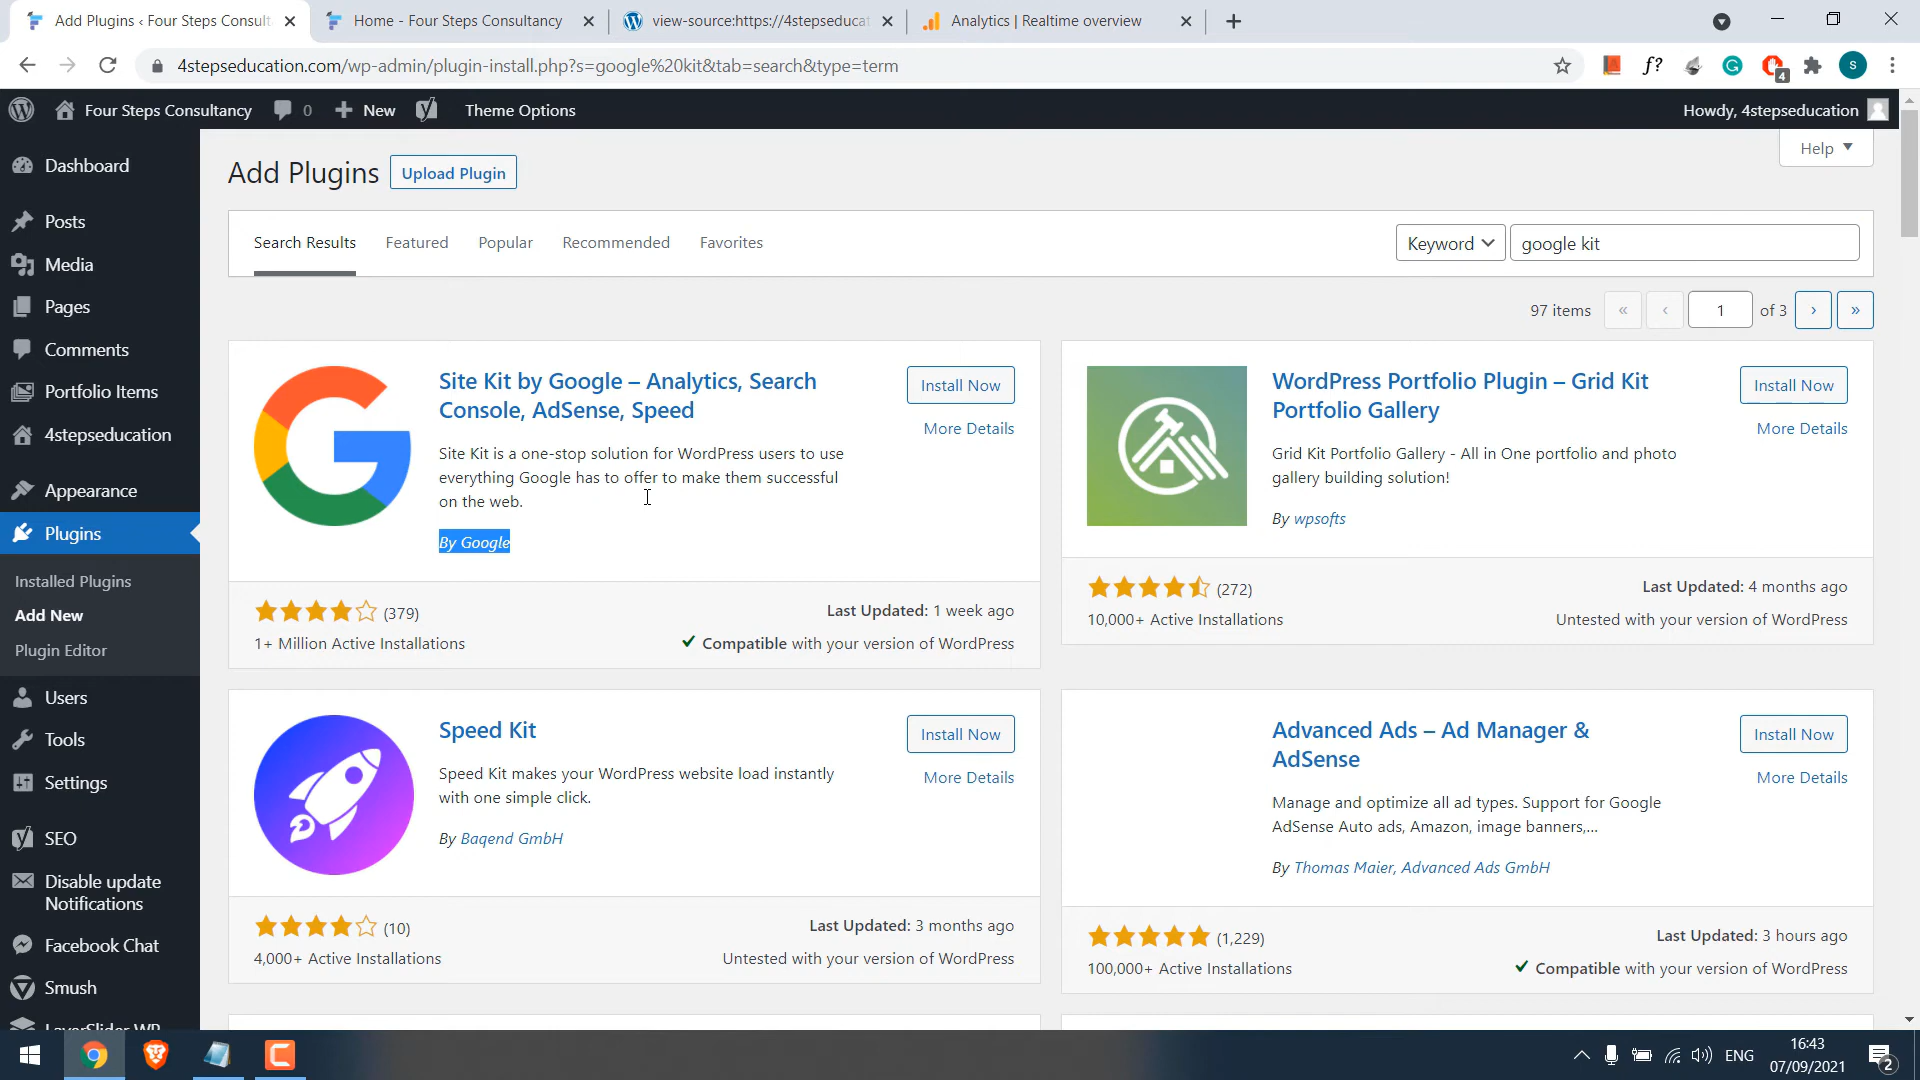 Add Plugins ‹ Four Steps Consult
Home - Four Steps Consultancy
view-source:https://4stepseducat
Analytics | Realtime overview
4stepseducation.com/wp-admin/plugin-install.php?s=google%20kit&tab=search&type=term
f?
4
S
Four Steps Consultancy
0
New
Theme Options
Howdy, 4stepseducation
Dashboard
Posts
Media
Pages
Comments
Portfolio Items
4stepseducation
Appearance
Plugins
Installed Plugins
Add New
Plugin Editor
Users
Tools
Settings
SEO
Disable update
Notifications
Facebook Chat
Smush
LayerSlider WP
Add Plugins
Upload Plugin
Help
Search Results
Featured
Popular
Recommended
Favorites
Keyword
google kit
97 items
«
‹
1
of 3
›
»
Site Kit by Google – Analytics, Search
Console, AdSense, Speed
Install Now
More Details
Site Kit is a one-stop solution for WordPress users to use
everything Google has to offer to make them successful
on the web.
By Google
(379)
Last Updated: 1 week ago
1+ Million Active Installations
Compatible with your version of WordPress
WordPress Portfolio Plugin – Grid Kit
Portfolio Gallery
Install Now
More Details
Grid Kit Portfolio Gallery - All in One portfolio and photo
gallery building solution!
By wpsofts
(272)
Last Updated: 4 months ago
10,000+ Active Installations
Untested with your version of WordPress
Speed Kit
Install Now
More Details
Speed Kit makes your WordPress website load instantly
with one simple click.
By Baqend GmbH
(10)
Last Updated: 3 months ago
4,000+ Active Installations
Untested with your version of WordPress
Advanced Ads – Ad Manager &
AdSense
Install Now
More Details
Manage and optimize all ad types. Support for Google
AdSense Auto ads, Amazon, image banners,...
By Thomas Maier, Advanced Ads GmbH
(1,229)
Last Updated: 3 hours ago
100,000+ Active Installations
Compatible with your version of WordPress
ENG
16:43
07/09/2021
2